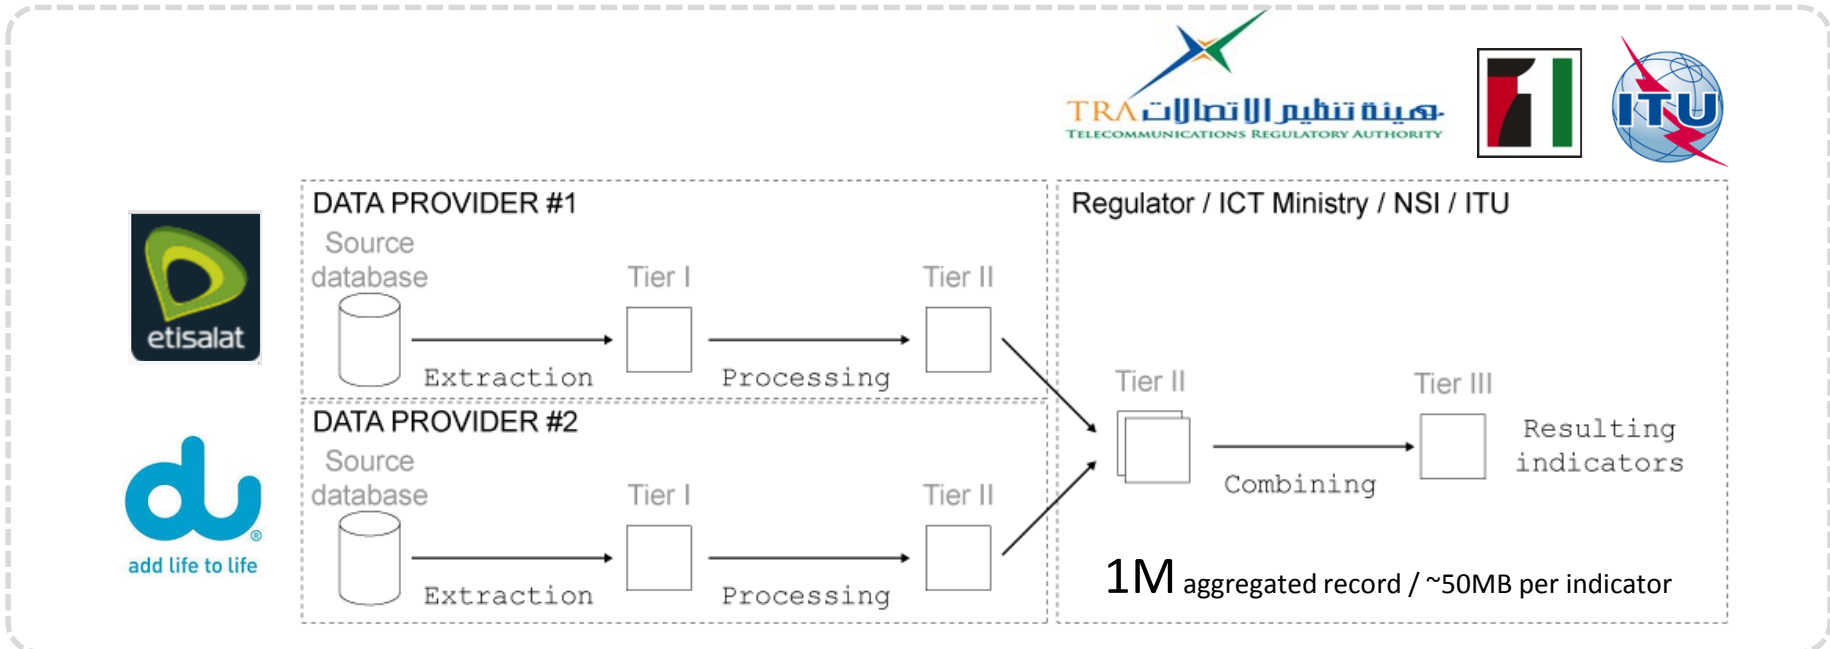 TRA هيئة تنظيم الاتصالات
TELECOMMUNICATIONS REGULATORY AUTHORITY
ITU
DATA PROVIDER #1
Source
database
Tier I
Tier II
etisalat
Extraction
Processing
DATA PROVIDER #2
Source
database
Tier I
Tier II
du®
add life to life
Extraction
Processing
Regulator / ICT Ministry / NSI / ITU
Tier II
Tier III
Combining
Resulting
indicators
1M aggregated record / ~50MB per indicator